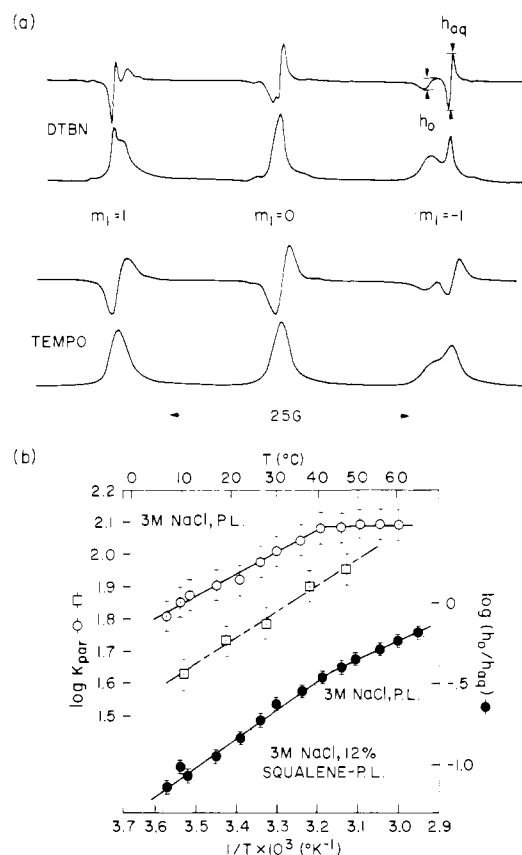 (a)
h_aq
DTBN
h_o
m_I=1 m_I=0 m_I=-1
TEMPO
25G
(b)
T (°C)
0 10 20 30 40 50 60
2.2
2.1
2.0
1.9
1.8
1.7
1.6
1.5
3M NaCl, P.L.
log K_par ○ □
0
-.5
-1.0
log (h_o/h_aq) ●
3M NaCl, P.L.
3M NaCl, 12%
SQUALENE-P.L.
3.7 3.6 3.5 3.4 3.3 3.2 3.1 3.0 2.9
1/T × 10³ (°K⁻¹)